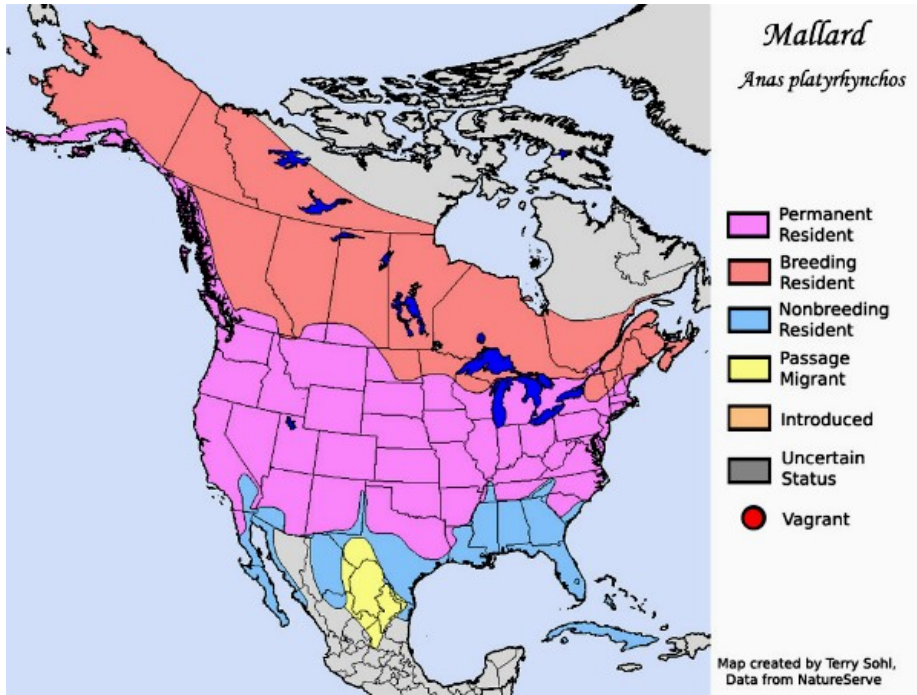 Mallard
Anas platyrhynchos
Permanent
Resident
Breeding
Resident
Nonbreeding
Resident
Passage
Migrant
Introduced
Uncertain
Status
Vagrant
Map created by Terry Sohl,
Data from NatureServe